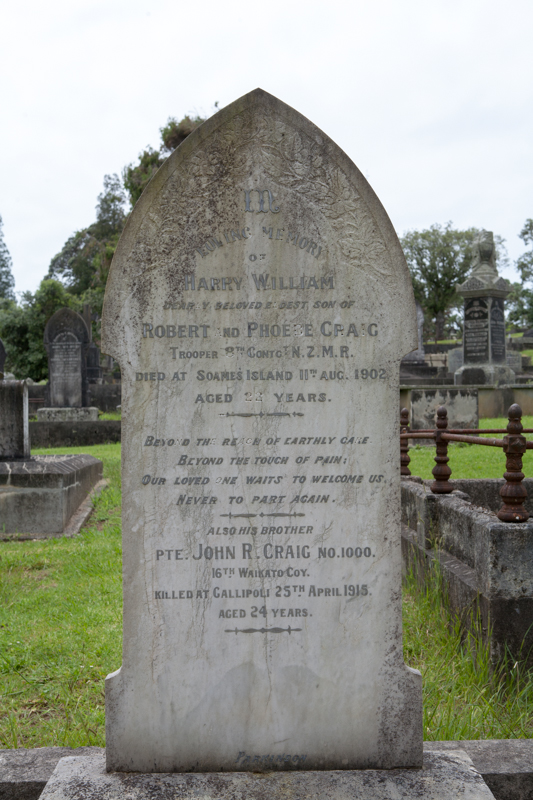 In
Loving Memory
of
Harry William
Dearly beloved eldest son of
Robert and Phoebe Craig
Trooper 8th Contgt N.Z.M.R.
Died at Soames Island 11th Aug. 1902
aged years.
Beyond the reach of earthly care
Beyond the touch of pain;
Our loved one waits to welcome us,
Never to part again.
Also his brother
Pte. John R. Craig No. 1000.
16th Waikato Coy.
Killed at Gallipoli 25th April 1915.
aged 24 years.